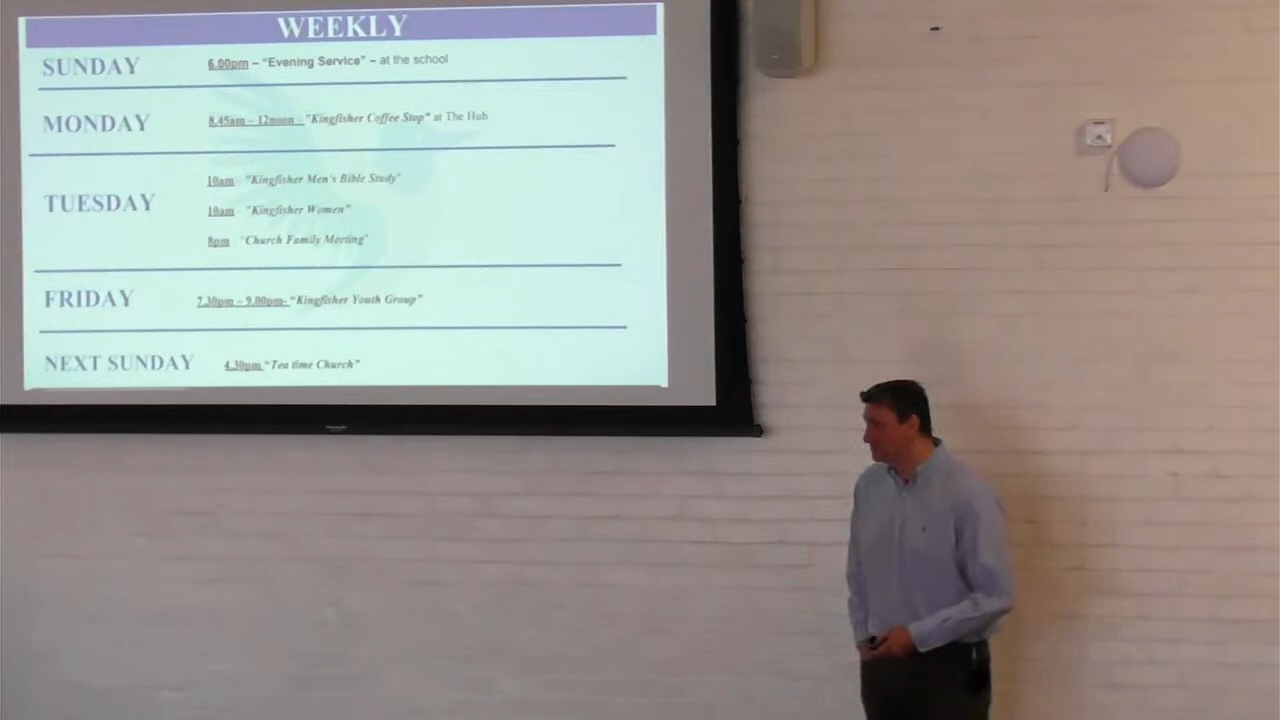 WEEKLY
SUNDAY 6.00pm – “Evening Service” – at the school
MONDAY 8.45am – 12noon - "Kingfisher Coffee Stop" at The Hub
10am "Kingfisher Men's Bible Study"
TUESDAY 10am "Kingfisher Women"
8pm "Church Family Meeting"
FRIDAY 7.30pm – 9.00pm- “Kingfisher Youth Group”
NEXT SUNDAY 4.30pm “Tea time Church”